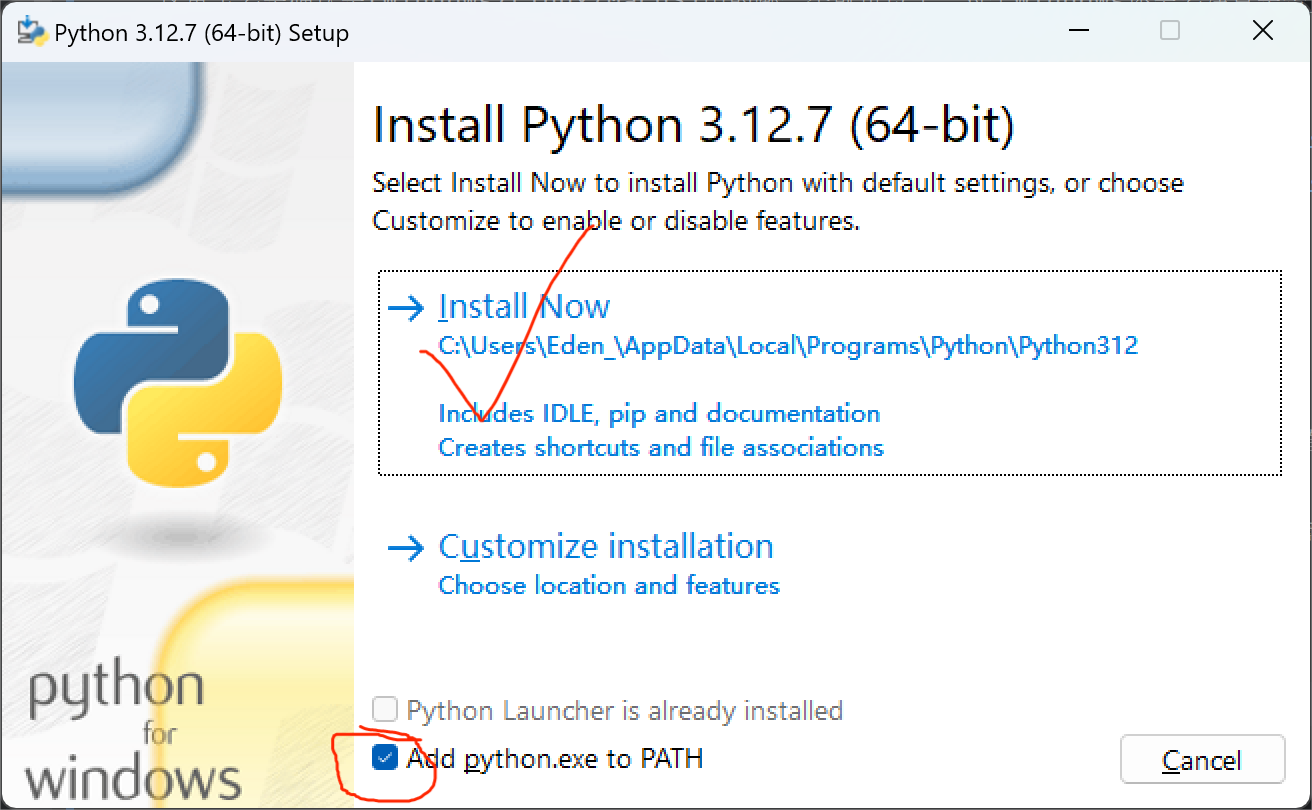 Python 3.12.7 (64-bit) Setup
Install Python 3.12.7 (64-bit)
Select Install Now to install Python with default settings, or choose
Customize to enable or disable features.
Install Now
C:\Users\Eden_\AppData\Local\Programs\Python\Python312
Includes IDLE, pip and documentation
Creates shortcuts and file associations
Customize installation
Choose location and features
Python Launcher is already installed
Add python.exe to PATH
Cancel
python
for
windows